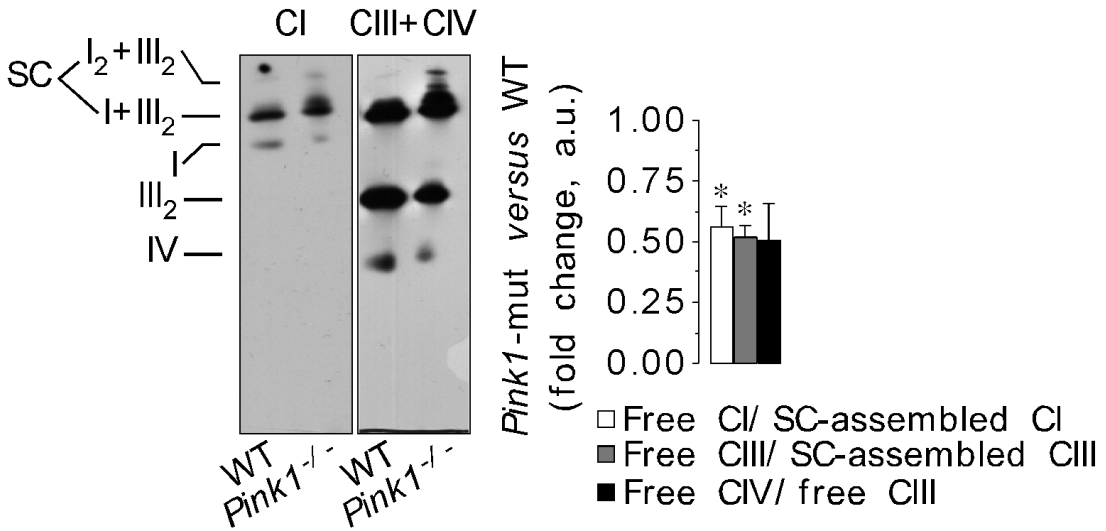 CI CIII+CIV
SC
I₂+III₂
I+III₂
I
III₂
IV
WT
Pink1-/-
WT
Pink1-/-
Pink1-mut versus WT
(fold change, a.u.)
1.00
0.75
0.50
0.25
0.00
* *
Free CI/ SC-assembled CI
Free CIII/ SC-assembled CIII
Free CIV/ free CIII